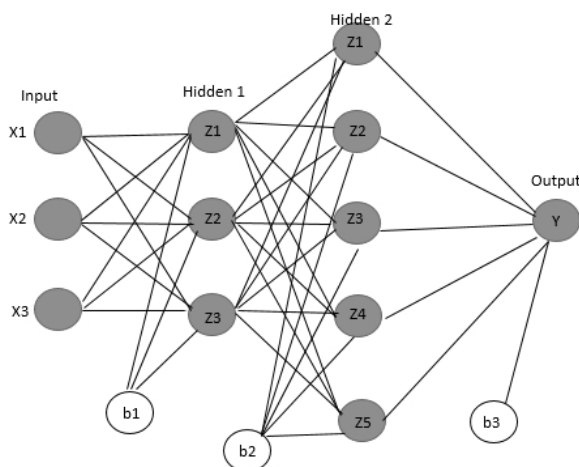 Hidden 2
Z1
Input
Hidden 1
X1
Z1
Z2
Output
X2
Z2
Z3
Y
X3
Z3
Z4
b1
Z5
b3
b2